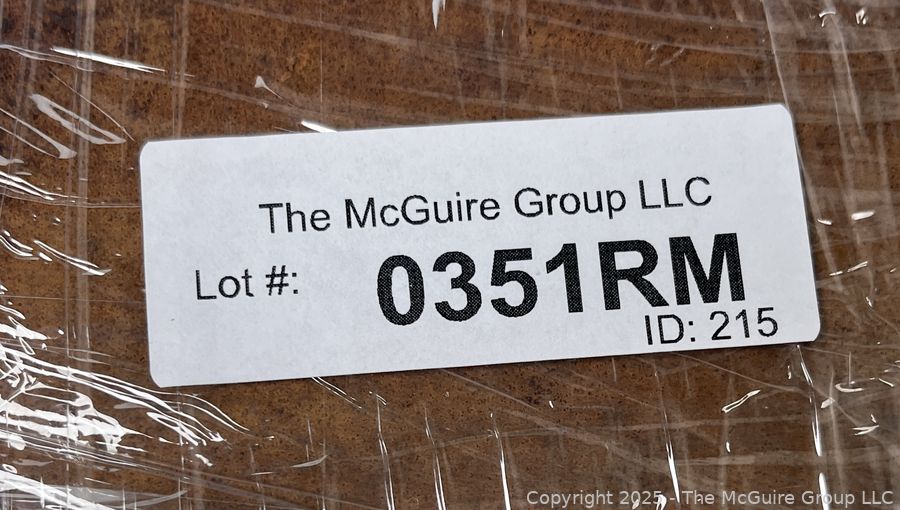 The McGuire Group LLC
Lot #: 0351RM
ID: 215
Copyright 2025 - The McGuire Group LLC